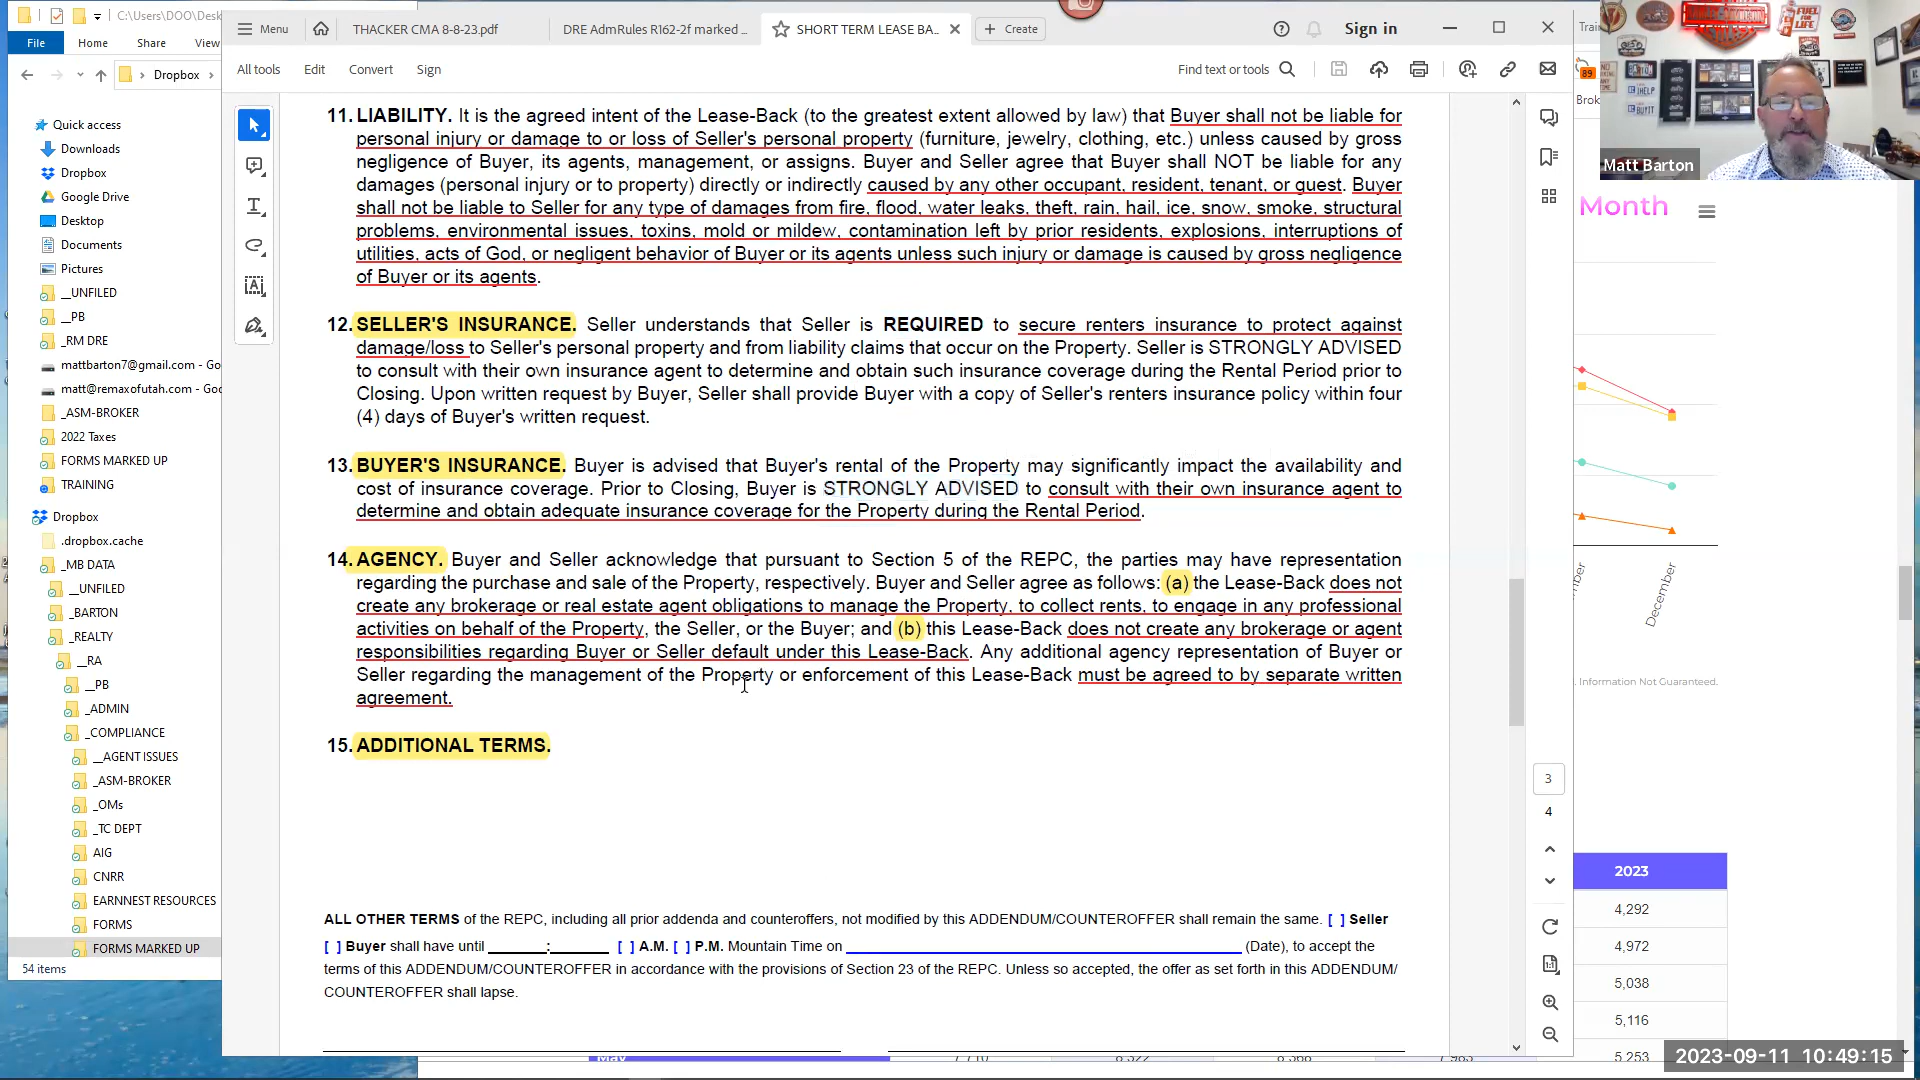 C:\Users\DOO\Desk
File Home Share View
Dropbox
Quick access
Downloads
Dropbox
Google Drive
Desktop
Documents
Pictures
__UNFILED
__PB
_RM DRE
mattbarton7@gmail.com - Go
matt@remaxofutah.com - Goo
_ASM-BROKER
2022 Taxes
FORMS MARKED UP
TRAINING
Dropbox
.dropbox.cache
_MB DATA
__UNFILED
_BARTON
_REALTY
__RA
__PB
_ADMIN
_COMPLIANCE
__AGENT ISSUES
_ASM-BROKER
_OMs
_TC DEPT
AIG
CNRR
EARNNEST RESOURCES
FORMS
FORMS MARKED UP
54 items
Menu THACKER CMA 8-8-23.pdf DRE AdmRules R162-2f marked ... SHORT TERM LEASE BA... Create Sign in
All tools Edit Convert Sign Find text or tools
11. LIABILITY. It is the agreed intent of the Lease-Back (to the greatest extent allowed by law) that Buyer shall not be liable for
personal injury or damage to or loss of Seller's personal property (furniture, jewelry, clothing, etc.) unless caused by gross
negligence of Buyer, its agents, management, or assigns. Buyer and Seller agree that Buyer shall NOT be liable for any
damages (personal injury or to property) directly or indirectly caused by any other occupant, resident, tenant, or guest. Buyer
shall not be liable to Seller for any type of damages from fire, flood, water leaks, theft, rain, hail, ice, snow, smoke, structural
problems, environmental issues, toxins, mold or mildew, contamination left by prior residents, explosions, interruptions of
utilities, acts of God, or negligent behavior of Buyer or its agents unless such injury or damage is caused by gross negligence
of Buyer or its agents.
12. SELLER'S INSURANCE. Seller understands that Seller is REQUIRED to secure renters insurance to protect against
damage/loss to Seller's personal property and from liability claims that occur on the Property. Seller is STRONGLY ADVISED
to consult with their own insurance agent to determine and obtain such insurance coverage during the Rental Period prior to
Closing. Upon written request by Buyer, Seller shall provide Buyer with a copy of Seller's renters insurance policy within four
(4) days of Buyer's written request.
13. BUYER'S INSURANCE. Buyer is advised that Buyer's rental of the Property may significantly impact the availability and
cost of insurance coverage. Prior to Closing, Buyer is STRONGLY ADVISED to consult with their own insurance agent to
determine and obtain adequate insurance coverage for the Property during the Rental Period.
14. AGENCY. Buyer and Seller acknowledge that pursuant to Section 5 of the REPC, the parties may have representation
regarding the purchase and sale of the Property, respectively. Buyer and Seller agree as follows: (a) the Lease-Back does not
create any brokerage or real estate agent obligations to manage the Property, to collect rents, to engage in any professional
activities on behalf of the Property, the Seller, or the Buyer; and (b) this Lease-Back does not create any brokerage or agent
responsibilities regarding Buyer or Seller default under this Lease-Back. Any additional agency representation of Buyer or
Seller regarding the management of the Property or enforcement of this Lease-Back must be agreed to by separate written
agreement.
15. ADDITIONAL TERMS.
ALL OTHER TERMS of the REPC, including all prior addenda and counteroffers, not modified by this ADDENDUM/COUNTEROFFER shall remain the same. [ ] Seller
[ ] Buyer shall have until ______:______ [ ] A.M. [ ] P.M. Mountain Time on ______ (Date), to accept the
terms of this ADDENDUM/COUNTEROFFER in accordance with the provisions of Section 23 of the REPC. Unless so accepted, the offer as set forth in this ADDENDUM/
COUNTEROFFER shall lapse.
3
4
89
Brok
Matt Barton
Month
December
. Information Not Guaranteed.
2023
4,292
4,972
5,038
5,116
5,253
May
2023-09-11 10:49:15